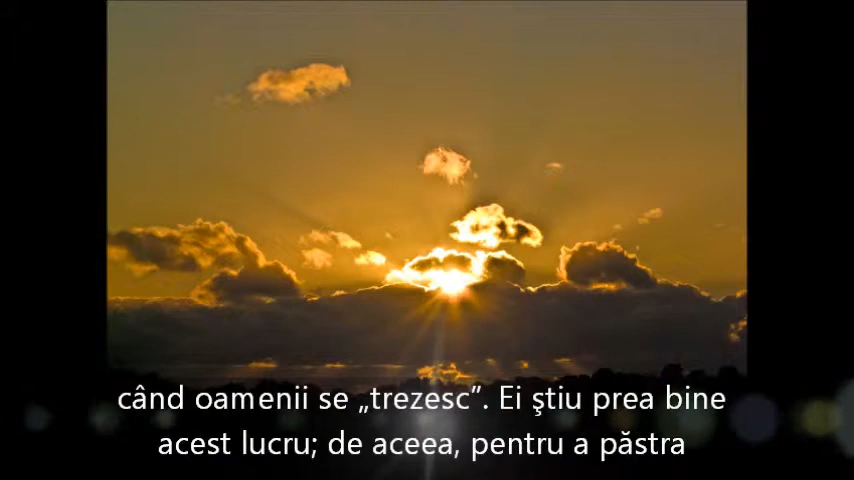 când oamenii se „trezesc”. Ei ştiu prea bine
acest lucru; de aceea, pentru a păstra